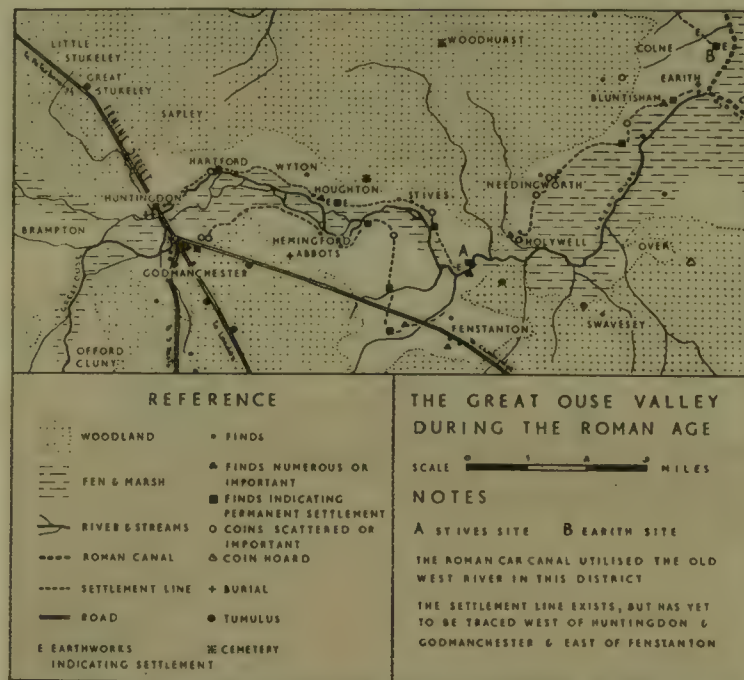 LITTLE
STUKELEY
GREAT
STUKELEY
SAPLEY
ERMINE STREET
WOODHURST
COLNE
B
E
EARITH
BLUNTISHAM
HARTFORD
WYTON
HOUGHTON
E
ST IVES
NEEDINGWORTH
HUNTINGDON
BRAMPTON
HEMINGFORD
ABBOTS
A
E
HOLYWELL
OVER
GODMANCHESTER
FENSTANTON
SWAVESEY
OFFORD
CLUNY
REFERENCE
WOODLAND
FEN & MARSH
RIVER & STREAMS
ROMAN CANAL
SETTLEMENT LINE
ROAD
E EARTHWORKS
INDICATING SETTLEMENT
FINDS
FINDS NUMEROUS OR
IMPORTANT
FINDS INDICATING
PERMANENT SETTLEMENT
COINS SCATTERED OR
IMPORTANT
COIN HOARD
BURIAL
TUMULUS
CEMETERY
THE GREAT OUSE VALLEY
DURING THE ROMAN AGE
SCALE 0 1 2 3 MILES
NOTES
A ST IVES SITE B EARITH SITE
THE ROMAN CAR CANAL UTILISED THE OLD
WEST RIVER IN THIS DISTRICT
THE SETTLEMENT LINE EXISTS, BUT HAS YET
TO BE TRACED WEST OF HUNTINGDON &
GODMANCHESTER & EAST OF FENSTANTON